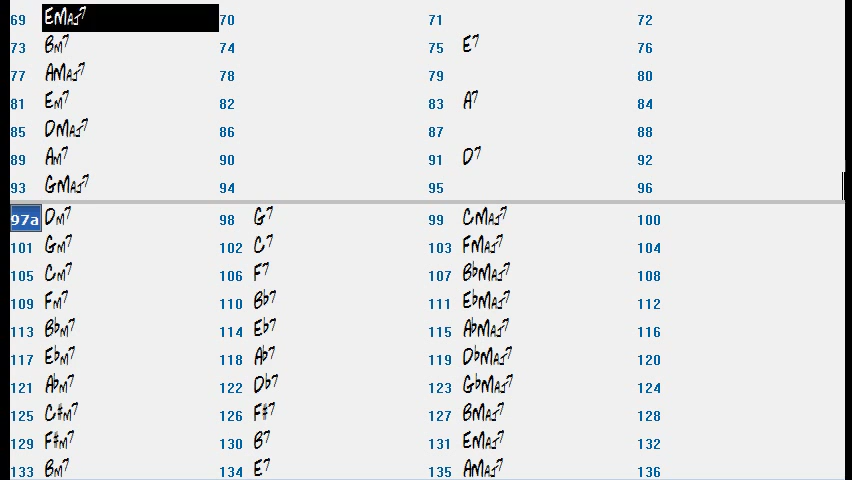 69 EMAJ7 70 71 72
73 BM7 74 75 E7 76
77 AMAJ7 78 79 80
81 EM7 82 83 A7 84
85 DMAJ7 86 87 88
89 AM7 90 91 D7 92
93 GMAJ7 94 95 96
97a DM7 98 G7 99 CMAJ7 100
101 GM7 102 C7 103 FMAJ7 104
105 CM7 106 F7 107 BbMAJ7 108
109 FM7 110 Bb7 111 EbMAJ7 112
113 BbM7 114 Eb7 115 AbMAJ7 116
117 EbM7 118 Ab7 119 DbMAJ7 120
121 AbM7 122 Db7 123 GbMAJ7 124
125 C#M7 126 F#7 127 BMAJ7 128
129 F#M7 130 B7 131 EMAJ7 132
133 BM7 134 E7 135 AMAJ7 136